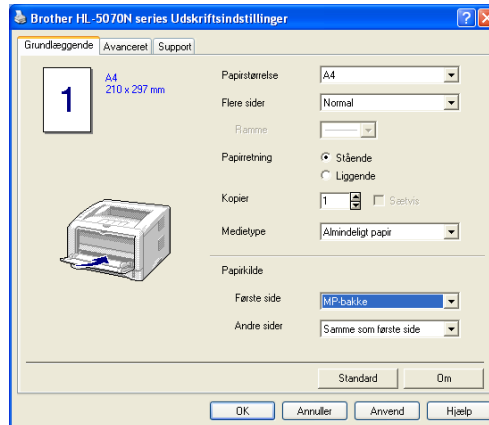 Brother HL-5070N series Udskriftsindstillinger
Grundlæggende Avanceret Support
1
A4
210 x 297 mm
Papirstørrelse A4
Flere sider Normal
Ramme
Papirretning Stående
Liggende
Kopier 1 Sætvis
Medietype Almindeligt papir
Papirkilde
Første side MP-bakke
Andre sider Samme som første side
Standard Om
OK Annuller Anvend Hjælp